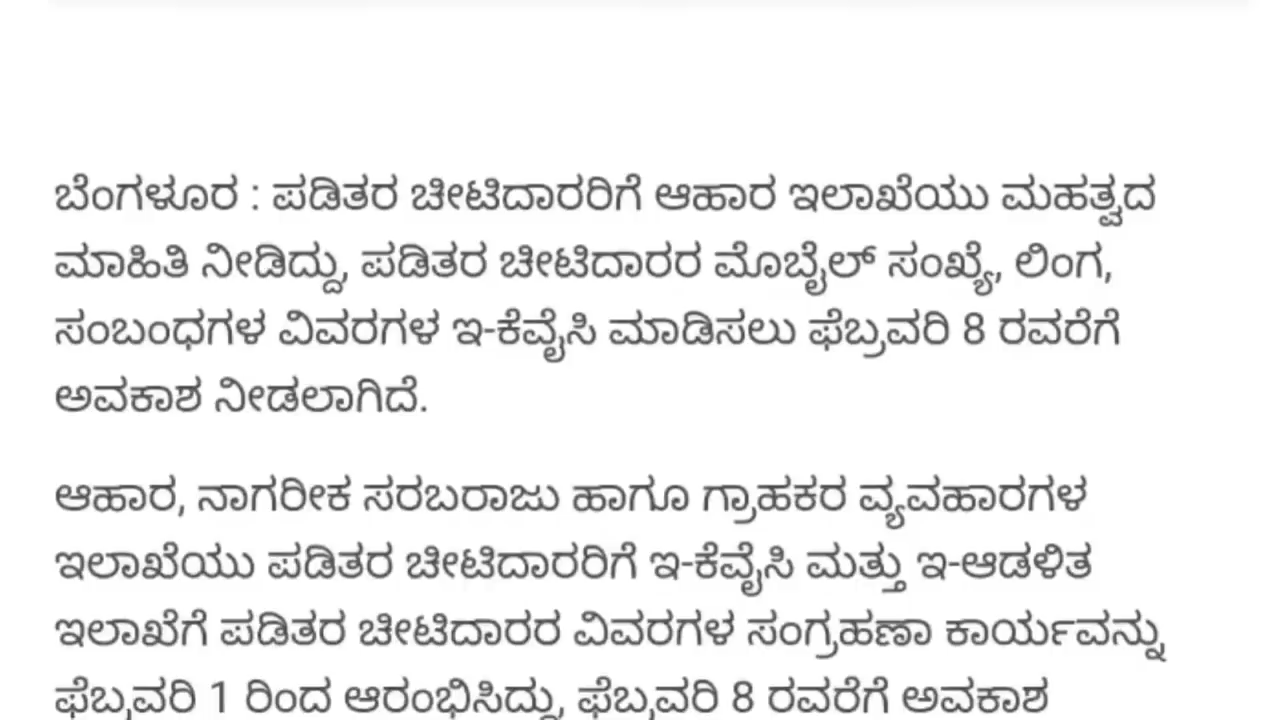 ಬೆಂಗಳೂರ : ಪಡಿತರ ಚೀಟಿದಾರರಿಗೆ ಆಹಾರ ಇಲಾಖೆಯು ಮಹತ್ವದ
ಮಾಹಿತಿ ನೀಡಿದ್ದು, ಪಡಿತರ ಚೀಟಿದಾರರ ಮೊಬೈಲ್ ಸಂಖ್ಯೆ, ಲಿಂಗ,
ಸಂಬಂಧಗಳ ವಿವರಗಳ ಇ-ಕೆವೈಸಿ ಮಾಡಿಸಲು ಫೆಬ್ರವರಿ 8 ರವರೆಗೆ
ಅವಕಾಶ ನೀಡಲಾಗಿದೆ.
ಆಹಾರ, ನಾಗರೀಕ ಸರಬರಾಜು ಹಾಗೂ ಗ್ರಾಹಕರ ವ್ಯವಹಾರಗಳ
ಇಲಾಖೆಯು ಪಡಿತರ ಚೀಟಿದಾರರಿಗೆ ಇ-ಕೆವೈಸಿ ಮತ್ತು ಇ-ಆಡಳಿತ
ಇಲಾಖೆಗೆ ಪಡಿತರ ಚೀಟಿದಾರರ ವಿವರಗಳ ಸಂಗ್ರಹಣಾ ಕಾರ್ಯವನ್ನು
ಫೆಬ್ರವರಿ 1 ರಿಂದ ಆರಂಭಿಸಿದ್ದು, ಫೆಬ್ರವರಿ 8 ರವರೆಗೆ ಅವಕಾಶ